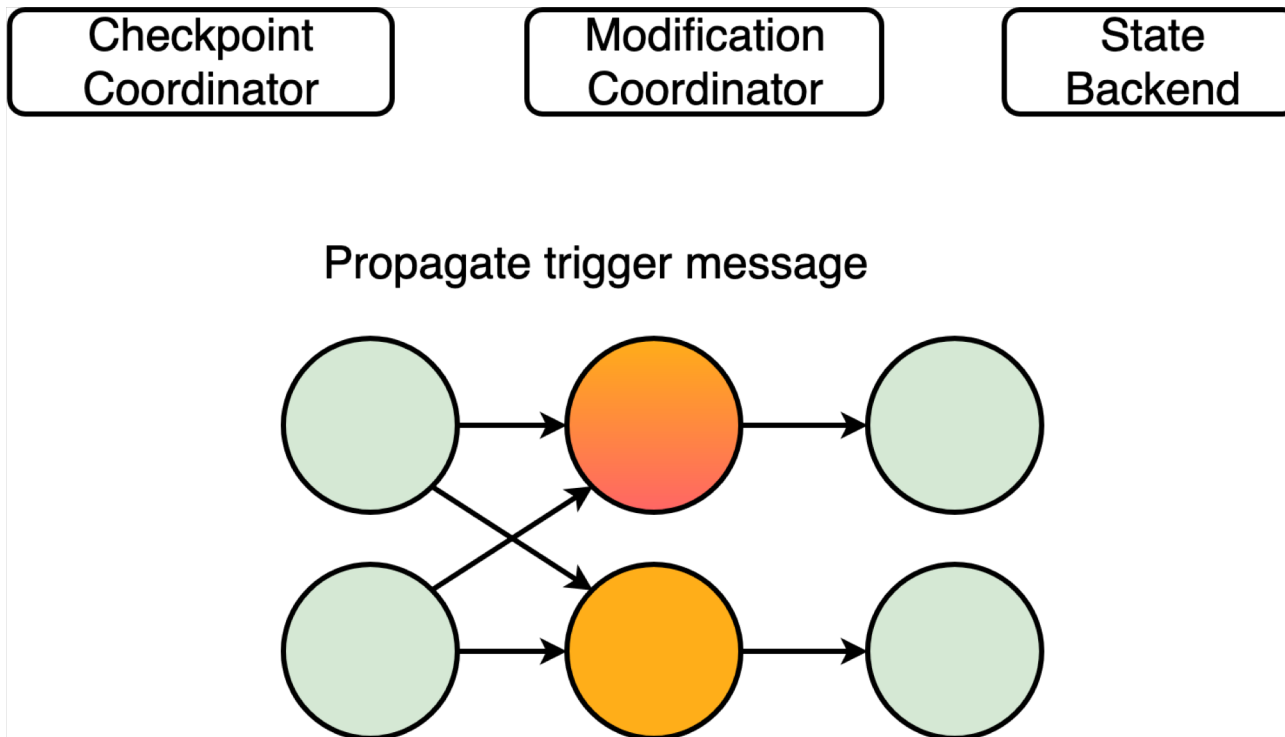 Checkpoint
Coordinator
Modification
Coordinator
State
Backend
Propagate trigger message